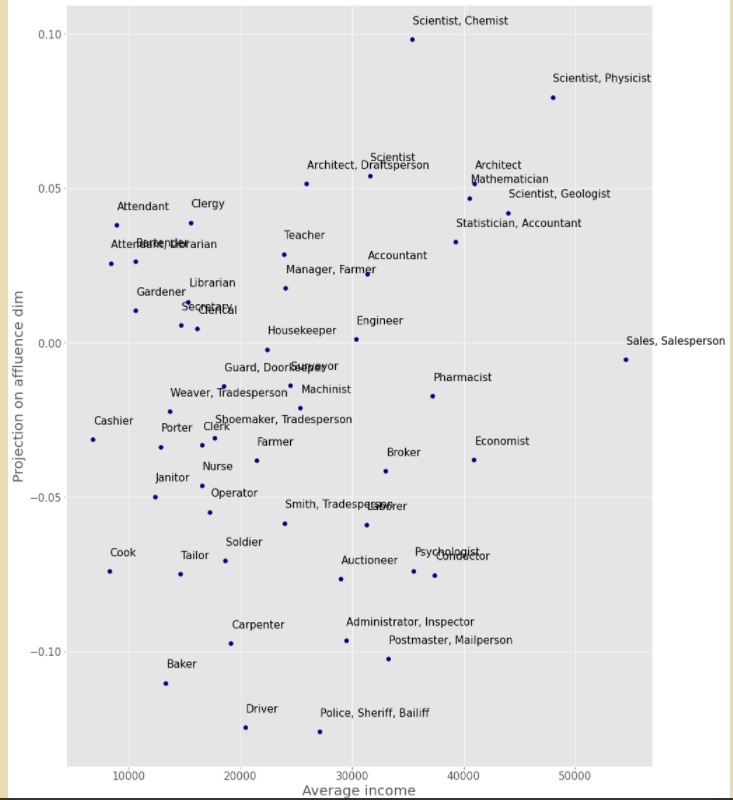 Scientist, Chemist
0.10
Scientist, Physicist
Scientist
Architect, Draftsperson
Architect
Mathematician
0.05
Scientist, Geologist
Attendant
Clergy
Statistician, Accountant
Teacher
Bartender
Attendant, Librarian
Accountant
Manager, Farmer
Librarian
Gardener
Secretary
Clerical
Engineer
Housekeeper
0.00
Sales, Salesperson
Guard, Doorkeeper
Surveyor
Pharmacist
Machinist
Weaver, Tradesperson
Cashier
Shoemaker, Tradesperson
Porter
Clerk
Farmer
Economist
Broker
Nurse
Janitor
−0.05
Operator
Smith, Tradesperson
Laborer
Soldier
Cook
Tailor
Auctioneer
Psychologist
Conductor
Carpenter
Administrator, Inspector
Postmaster, Mailperson
−0.10
Baker
Driver
Police, Sheriff, Bailiff
Projection on affluence dim
10000 20000 30000 40000 50000
Average income